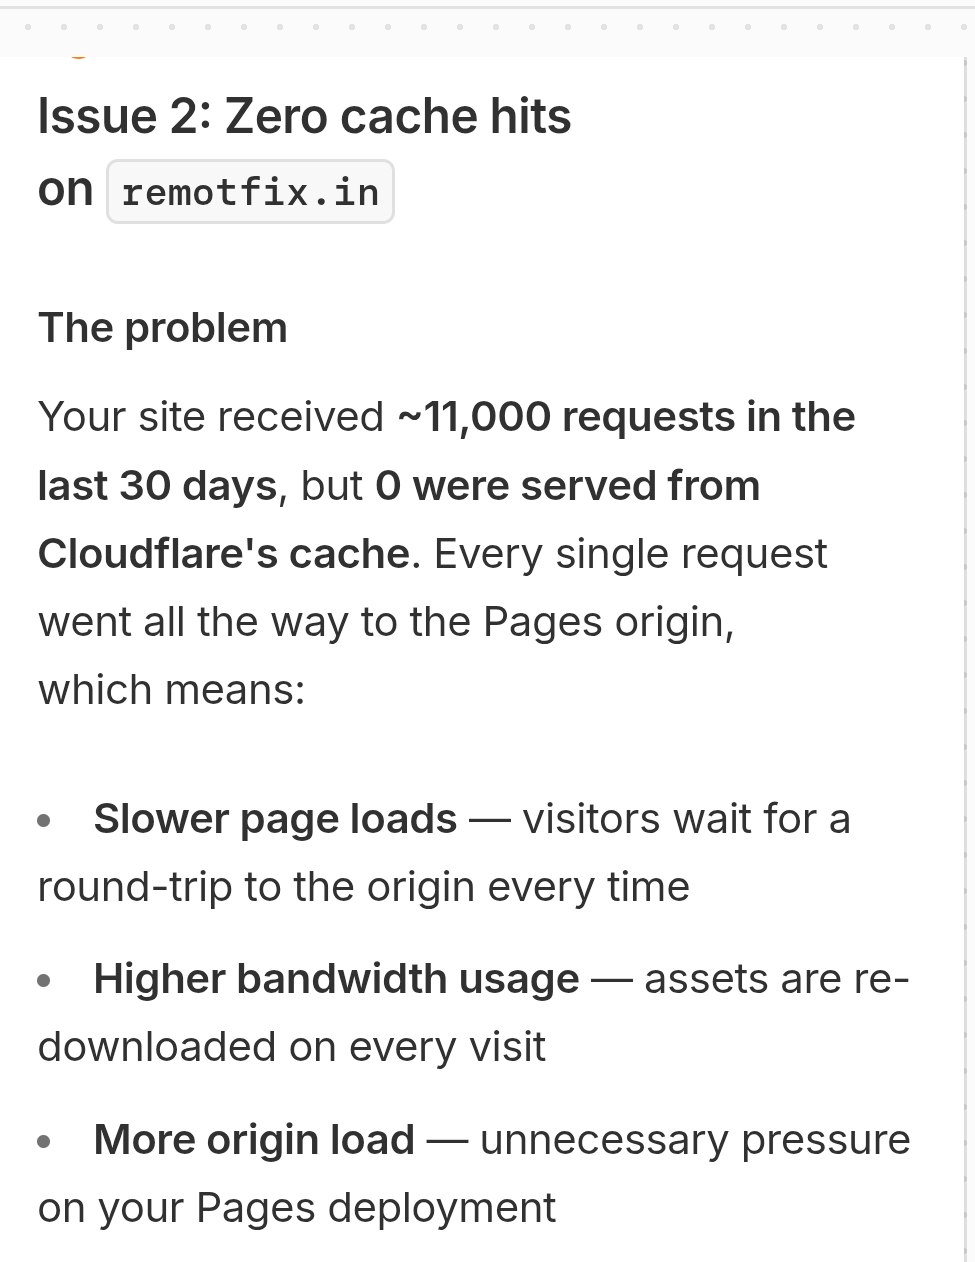 Issue 2: Zero cache hits
on remotfix.in
The problem
Your site received ~11,000 requests in the
last 30 days, but 0 were served from
Cloudflare's cache. Every single request
went all the way to the Pages origin,
which means:
• Slower page loads — visitors wait for a
round-trip to the origin every time
• Higher bandwidth usage — assets are re-
downloaded on every visit
• More origin load — unnecessary pressure
on your Pages deployment